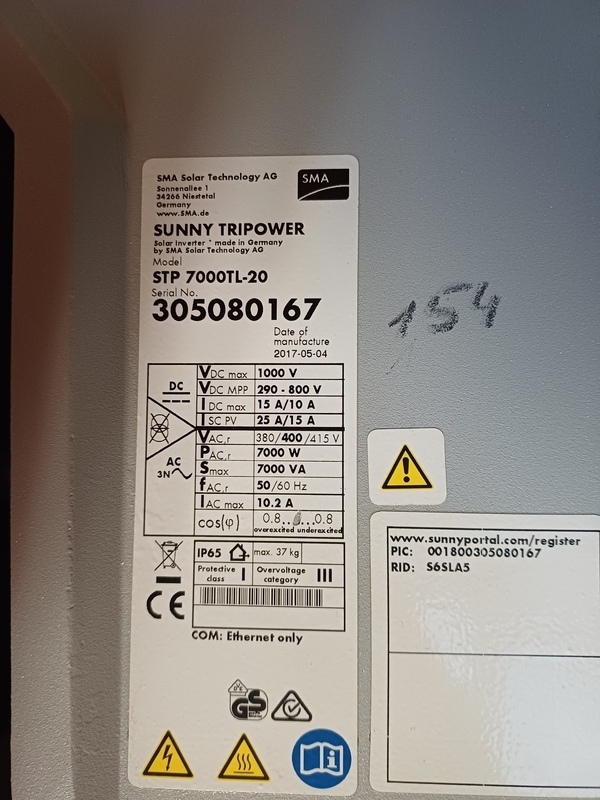 SMA Solar Technology AG
Sonnenallee 1
34266 Niestetal
Germany
www.SMA.de
SMA
SUNNY TRIPOWER
Solar Inverter * made in Germany
by SMA Solar Technology AG
Model
STP 7000TL-20
Serial No.
305080167
Date of
manufacture
2017-05-04
154
DC
VDC max 1000 V
VDC MPP 290 - 800 V
IDC max 15 A/10 A
ISC PV 25 A/15 A
AC
3N
VAC,r 380/400/415 V
PAC,r 7000 W
Smax 7000 VA
fAC,r 50/60 Hz
IAC max 10.2 A
cos(φ) 0.8...0.8
overexcited underexcited
IP65 max. 37 kg
Protective class I Overvoltage category III
CE
COM: Ethernet only
GS
www.sunnyportal.com/register
PIC: 001800305080167
RID: S6SLA5